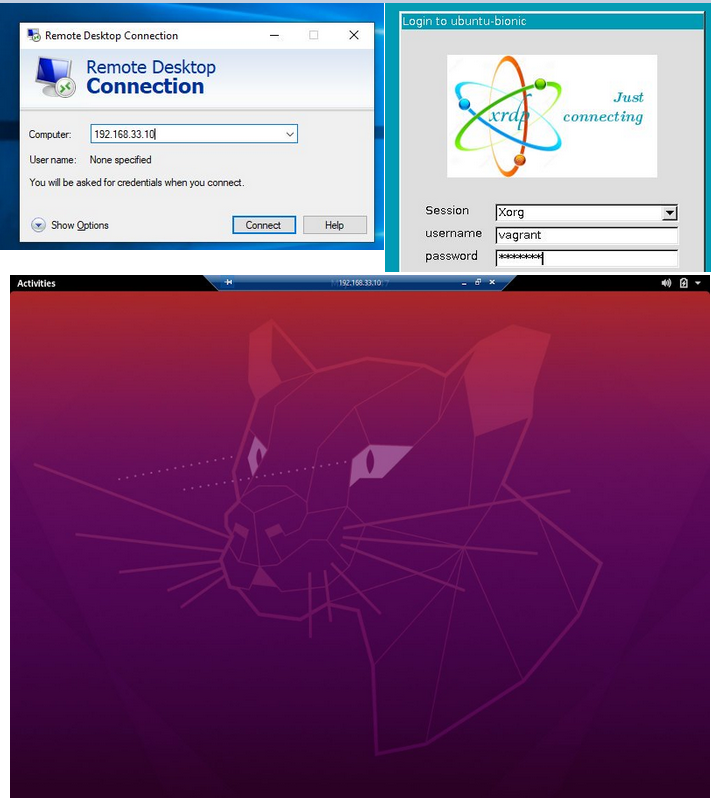 Remote Desktop Connection
Remote Desktop
Connection
Computer:
192.168.33.10
User name: None specified
You will be asked for credentials when you connect.
Show Options
Connect
Help
Login to ubuntu-bionic
xrdp
Just
connecting
Session
Xorg
username
vagrant
password
*******
Activities
192.168.33.10